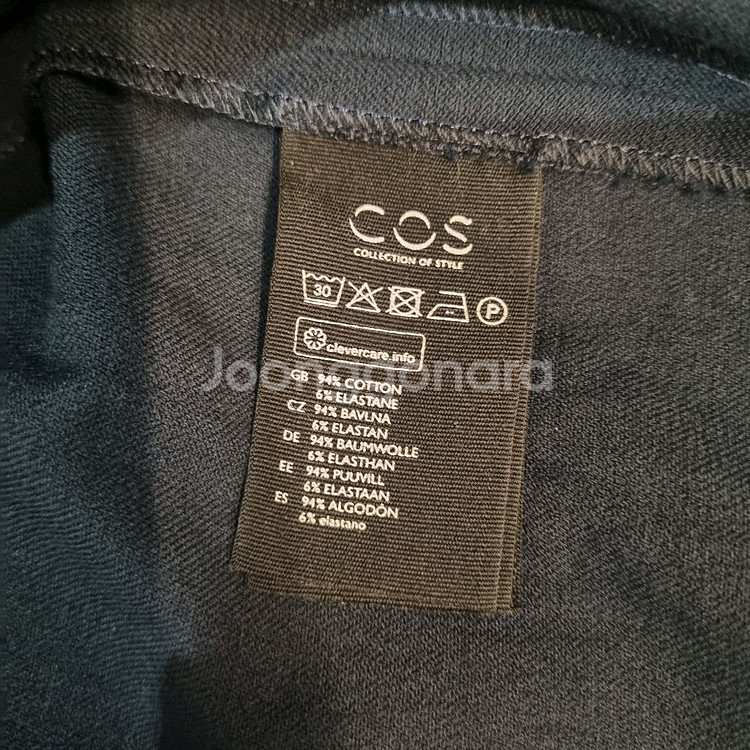 COS
COLLECTION OF STYLE
30 P
clevercare.info
Joongonara
GB 94% COTTON
6% ELASTANE
CZ 94% BAVLNA
6% ELASTAN
DE 94% BAUMWOLLE
6% ELASTHAN
EE 94% PUUVILL
6% ELASTAAN
ES 94% ALGODÓN
6% elastano